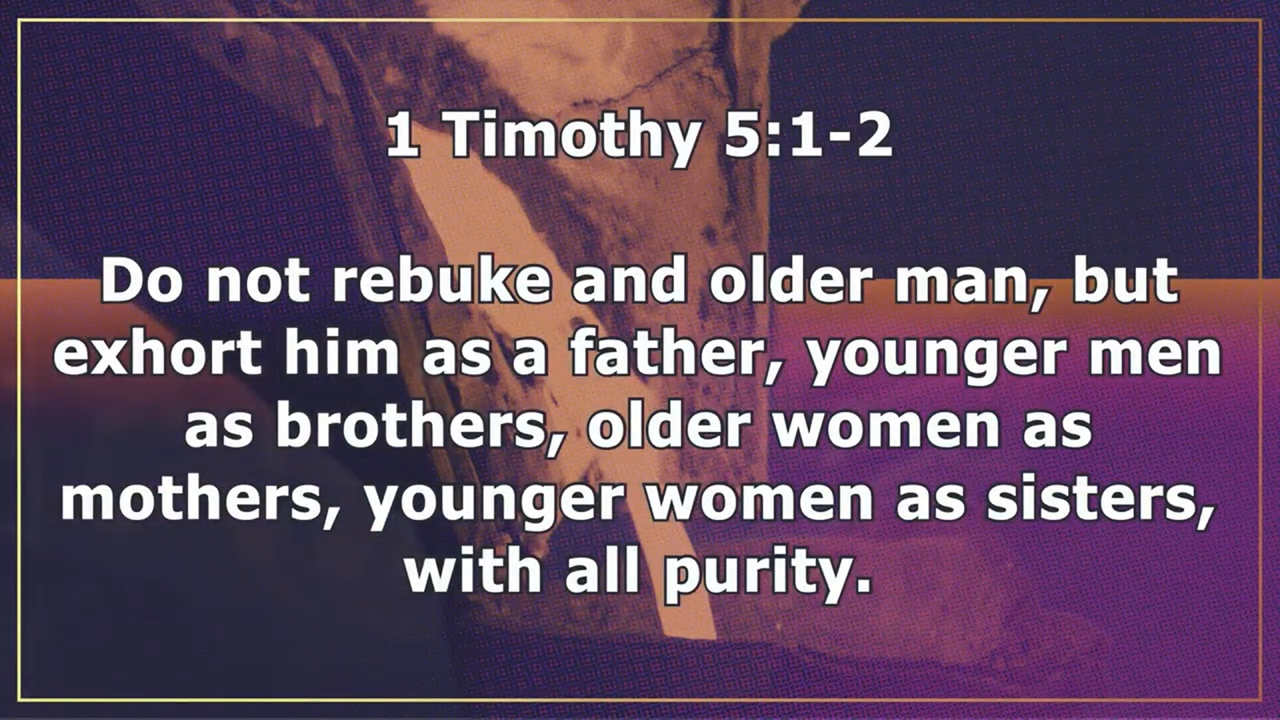 1 Timothy 5:1-2
Do not rebuke and older man, but
exhort him as a father, younger men
as brothers, older women as
mothers, younger women as sisters,
with all purity.